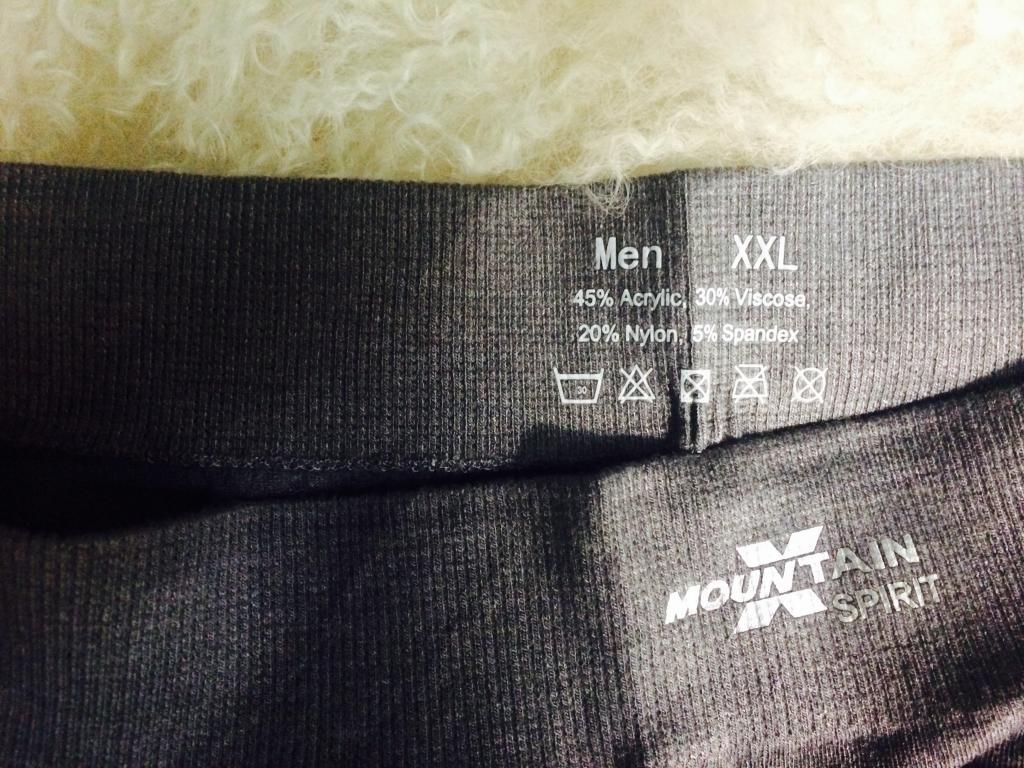 Men XXL
45% Acrylic, 30% Viscose,
20% Nylon, 5% Spandex
30
MOUNTAIN
SPIRIT